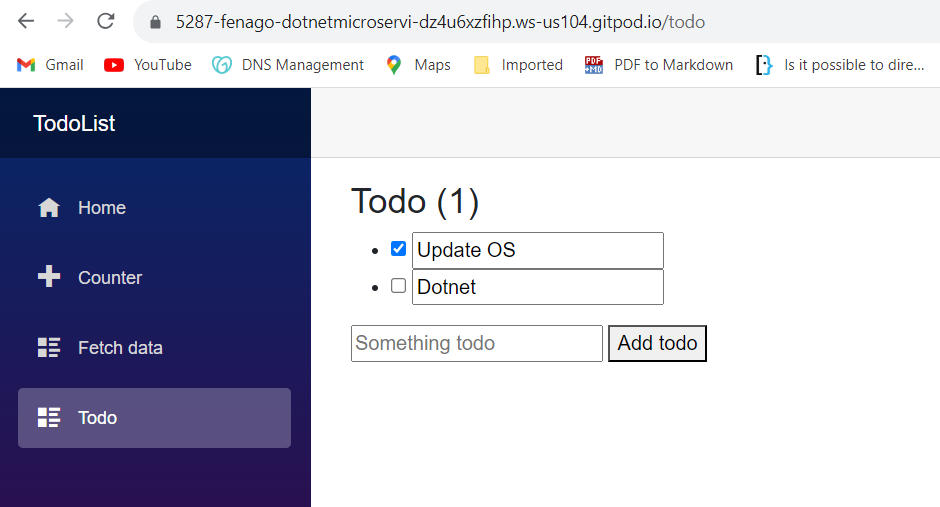 5287-fenago-dotnetmicroservi-dz4u6xzfihp.ws-us104.gitpod.io/todo
Gmail YouTube DNS Management Maps Imported PDF to Markdown Is it possible to dire...
PDF
MD
TodoList
Home
Counter
Fetch data
Todo
Todo (1)
Update OS
Dotnet
Something todo Add todo